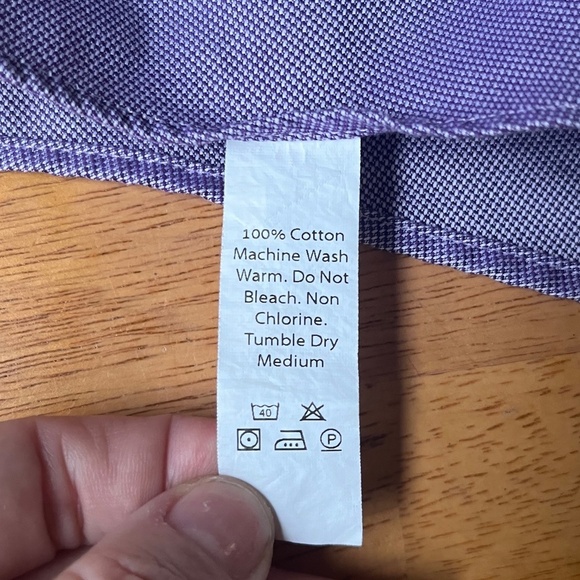 100% Cotton
Machine Wash
Warm. Do Not
Bleach. Non
Chlorine.
Tumble Dry
Medium
40
P